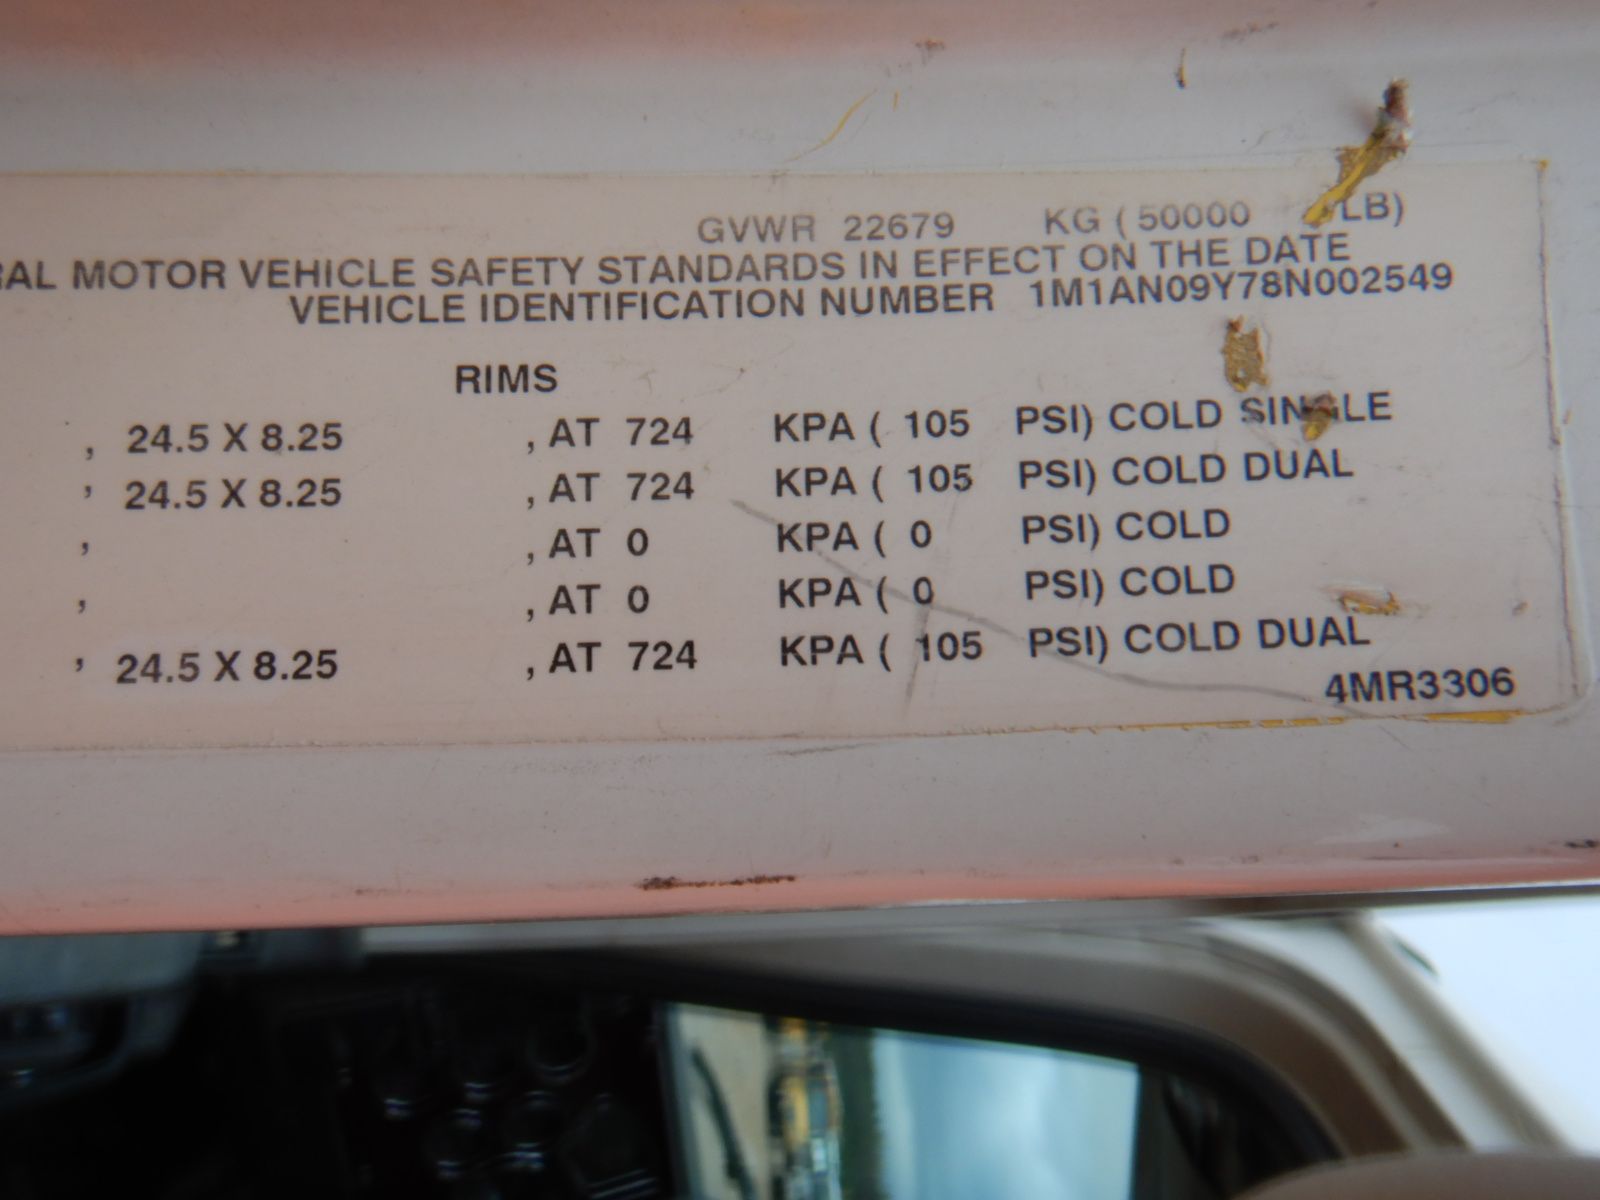 GVWR 22679 KG ( 50000 LB)
RAL MOTOR VEHICLE SAFETY STANDARDS IN EFFECT ON THE DATE
VEHICLE IDENTIFICATION NUMBER 1M1AN09Y78N002549
RIMS
, 24.5 X 8.25 , AT 724 KPA ( 105 PSI) COLD SINGLE
, 24.5 X 8.25 , AT 724 KPA ( 105 PSI) COLD DUAL
, , AT 0 KPA ( 0 PSI) COLD
, , AT 0 KPA ( 0 PSI) COLD
, 24.5 X 8.25 , AT 724 KPA ( 105 PSI) COLD DUAL
4MR3306